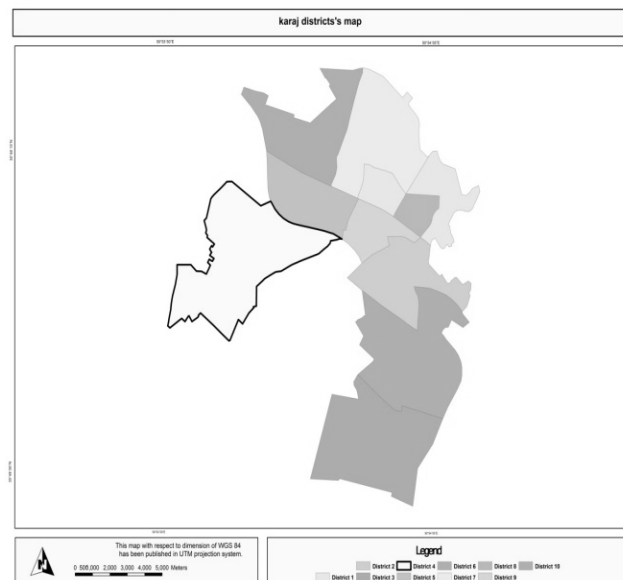 karaj districts's map
This map with respect to dimension of WGS 84
has been published in UTM projection system.
0 500 1,000 2,000 3,000 4,000 5,000 Meters
Legend
District 2 District 4 District 6 District 8 District 10
District 1 District 3 District 5 District 7 District 9